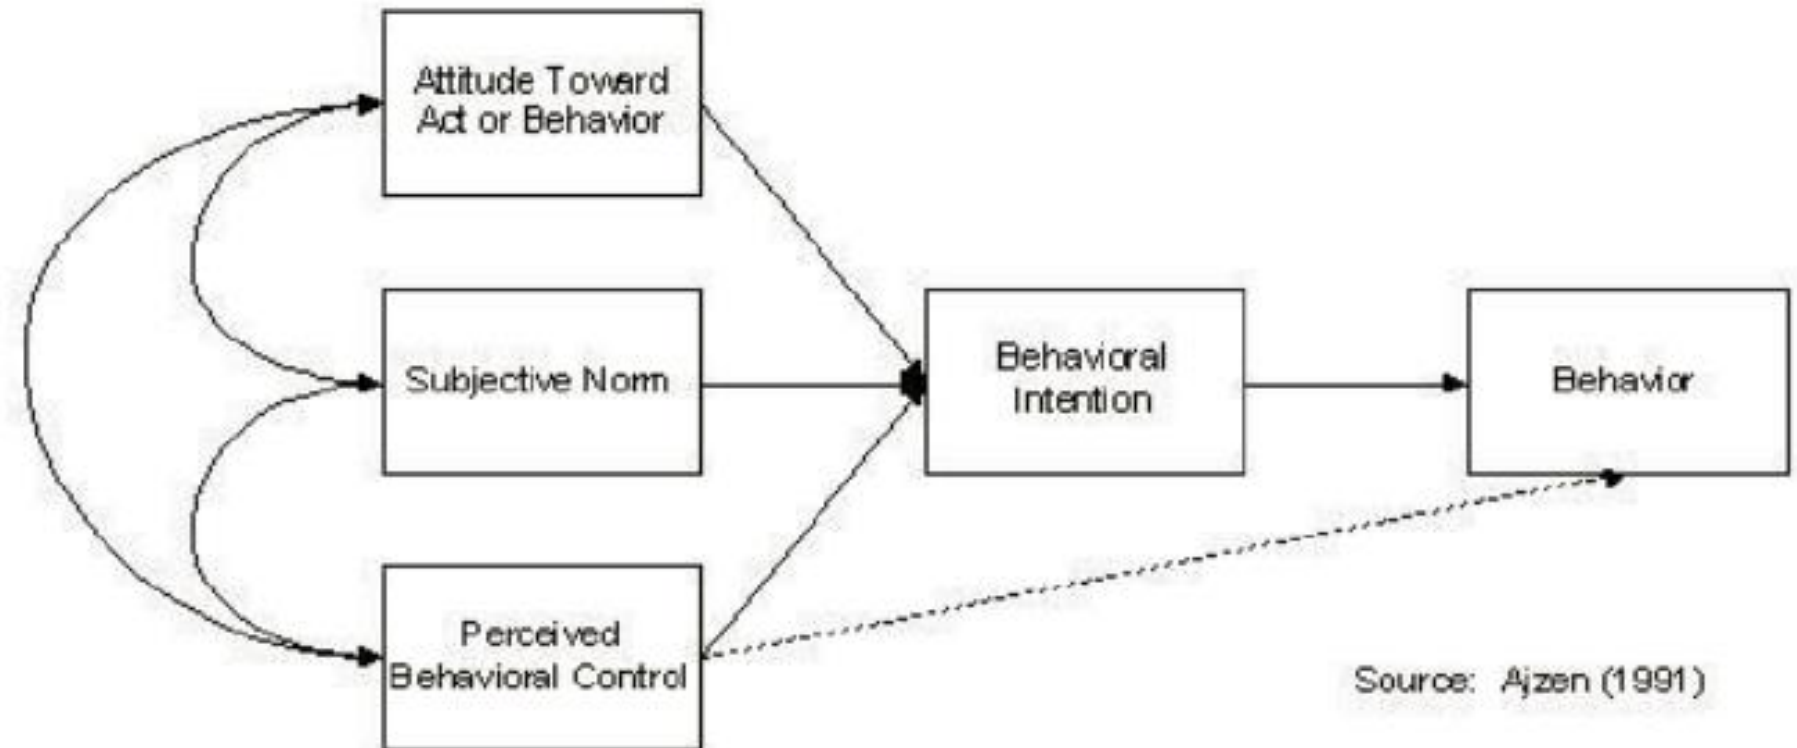 Attitude Toward
Act or Behavior
Subjective Norm
Behavioral
Intention
Behavior
Perceived
Behavioral Control
Source: Ajzen (1991)